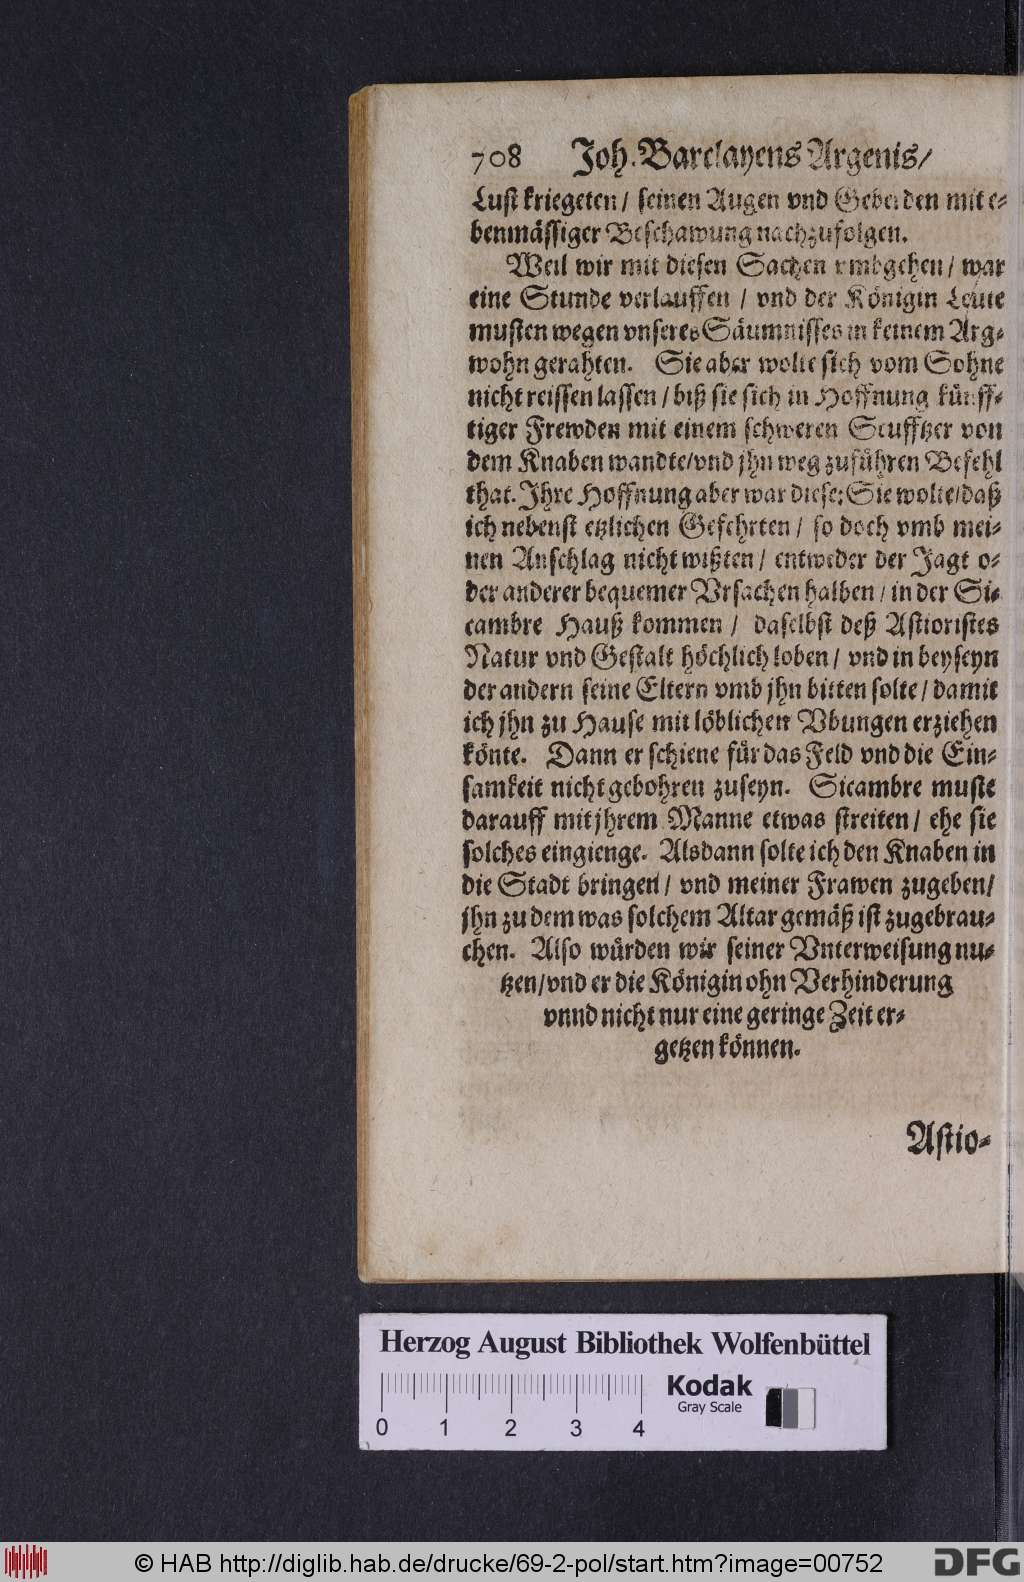 708 Joh. Barclayens Argenis/
Lust kriegeten/ seinen Augen vnd Geberden mit e-
benmässiger Beschawung nachzufolgen.
Weil wir mit diesen Sachen vmbgehen/ war
eine Stunde verlauffen / vnd der Königin Leute
musten wegen vnseres Säumnisses in keinem Arg-
wohn gerahten. Sie aber wolte sich vom Sohne
nicht reissen lassen / biß sie sich in Hoffnung künff-
tiger Frewden mit einem schweren Seufftzer von
dem Knaben wandte/vnd jhn weg zuführen Befehl
that. Ihre Hoffnung aber war diese: Sie wolte/daß
ich nebenst etzlichen Gefehrten / so doch vmb mei-
nen Anschlag nicht wißten / entweder der Jagt o-
der anderer bequemer Vrsachen halben / in der Si-
cambre Hauß kommen / daselbst deß Astioristes
Natur vnd Gestalt höchlich loben / vnd in beyseyn
der andern seine Eltern vmb jhn bitten solte / damit
ich jhn zu Hause mit löblichen Vbungen erziehen
könte. Dann er schiene für das Feld vnd die Ein-
samkeit nicht gebohren zuseyn. Sicambre muste
darauff mit jhrem Manne etwas streiten / ehe sie
solches eingienge. Alsdann solte ich den Knaben in
die Stadt bringen / vnd meiner Frawen zugeben/
jhn zu dem was solchem Altar gemäß ist zugebrau-
chen. Also würden wir seiner Vnterweisung nu-
tzen/vnd er die Königin ohn Verhinderung
vnnd nicht nur eine geringe Zeit er-
getzen können.
Astio-
Herzog August Bibliothek Wolfenbüttel
Kodak
Gray Scale
0 1 2 3 4
© HAB http://diglib.hab.de/drucke/69-2-pol/start.htm?image=00752
DFG